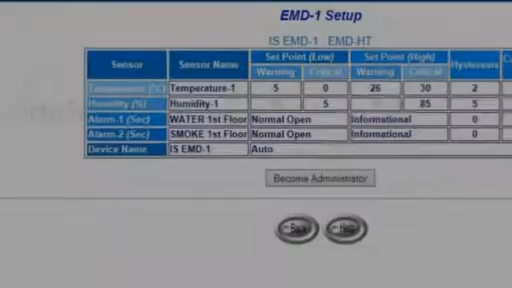 EMD-1 Setup
IS EMD-1 EMD-HT
Sensor Sensor Name Set Point (Low) Set Point (High) Hysteresis
Warning Critical Warning Critical
Temperature (°C) Temperature-1 5 0 26 30 2
Humidity (%) Humidity-1 5 85 5
Alarm-1 (Sec) WATER 1st Floor Normal Open Informational 0
Alarm-2 (Sec) SMOKE 1st Floor Normal Open Informational 0
Device Name IS EMD-1 Auto
Become Administrator
Back Help